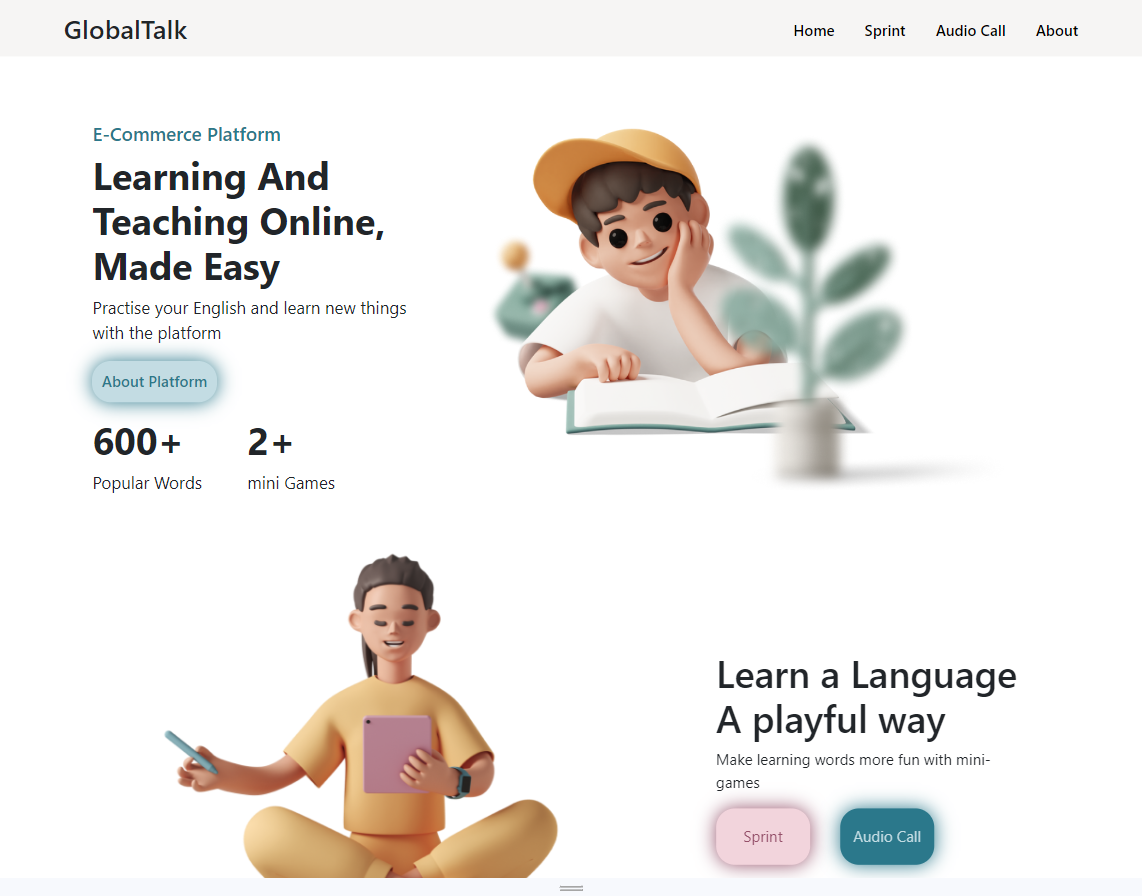 GlobalTalk
Home Sprint Audio Call About
E-Commerce Platform
Learning And
Teaching Online,
Made Easy
Practise your English and learn new things
with the platform
About Platform
600+ 2+
Popular Words mini Games
Learn a Language
A playful way
Make learning words more fun with mini-
games
Sprint Audio Call